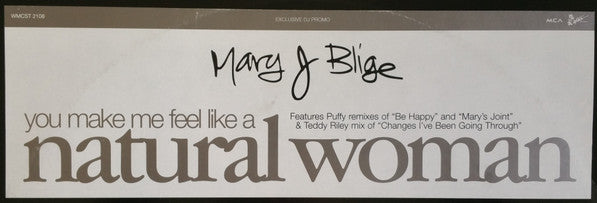 WMCST 2108 EXCLUSIVE DJ PROMO MCA
Mary J Blige
you make me feel like a
Features Puffy remixes of “Be Happy” and “Mary's Joint”
& Teddy Riley mix of “Changes I've Been Going Through”
natural woman